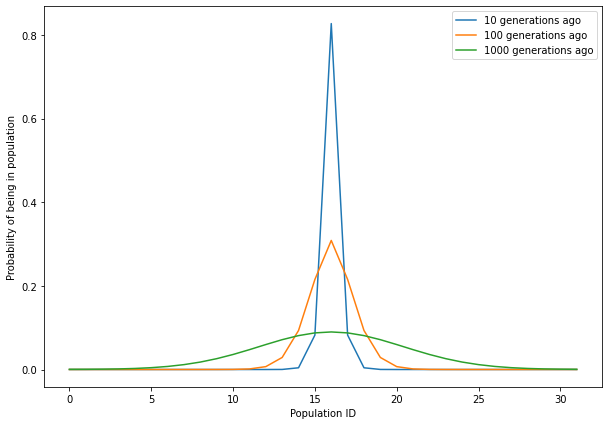 10 generations ago
100 generations ago
1000 generations ago
Probability of being in population
0.8
0.6
0.4
0.2
0.0
0 5 10 15 20 25 30
Population ID